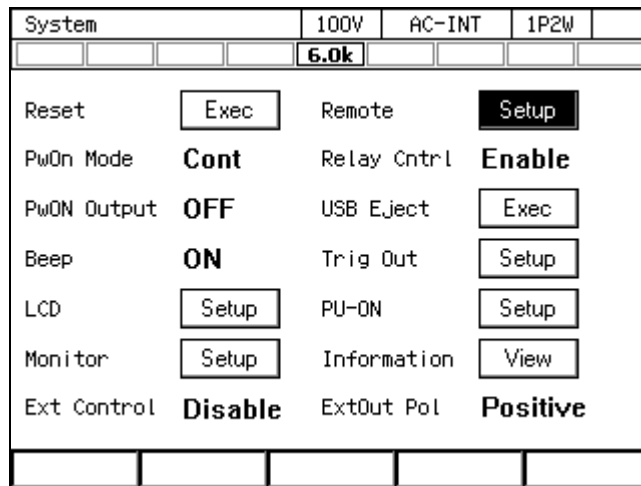 System 100V AC-INT 1P2W
6.0k
Reset Exec Remote Setup
PwOn Mode Cont Relay Cntrl Enable
PwON Output OFF USB Eject Exec
Beep ON Trig Out Setup
LCD Setup PU-ON Setup
Monitor Setup Information View
Ext Control Disable ExtOut Pol Positive